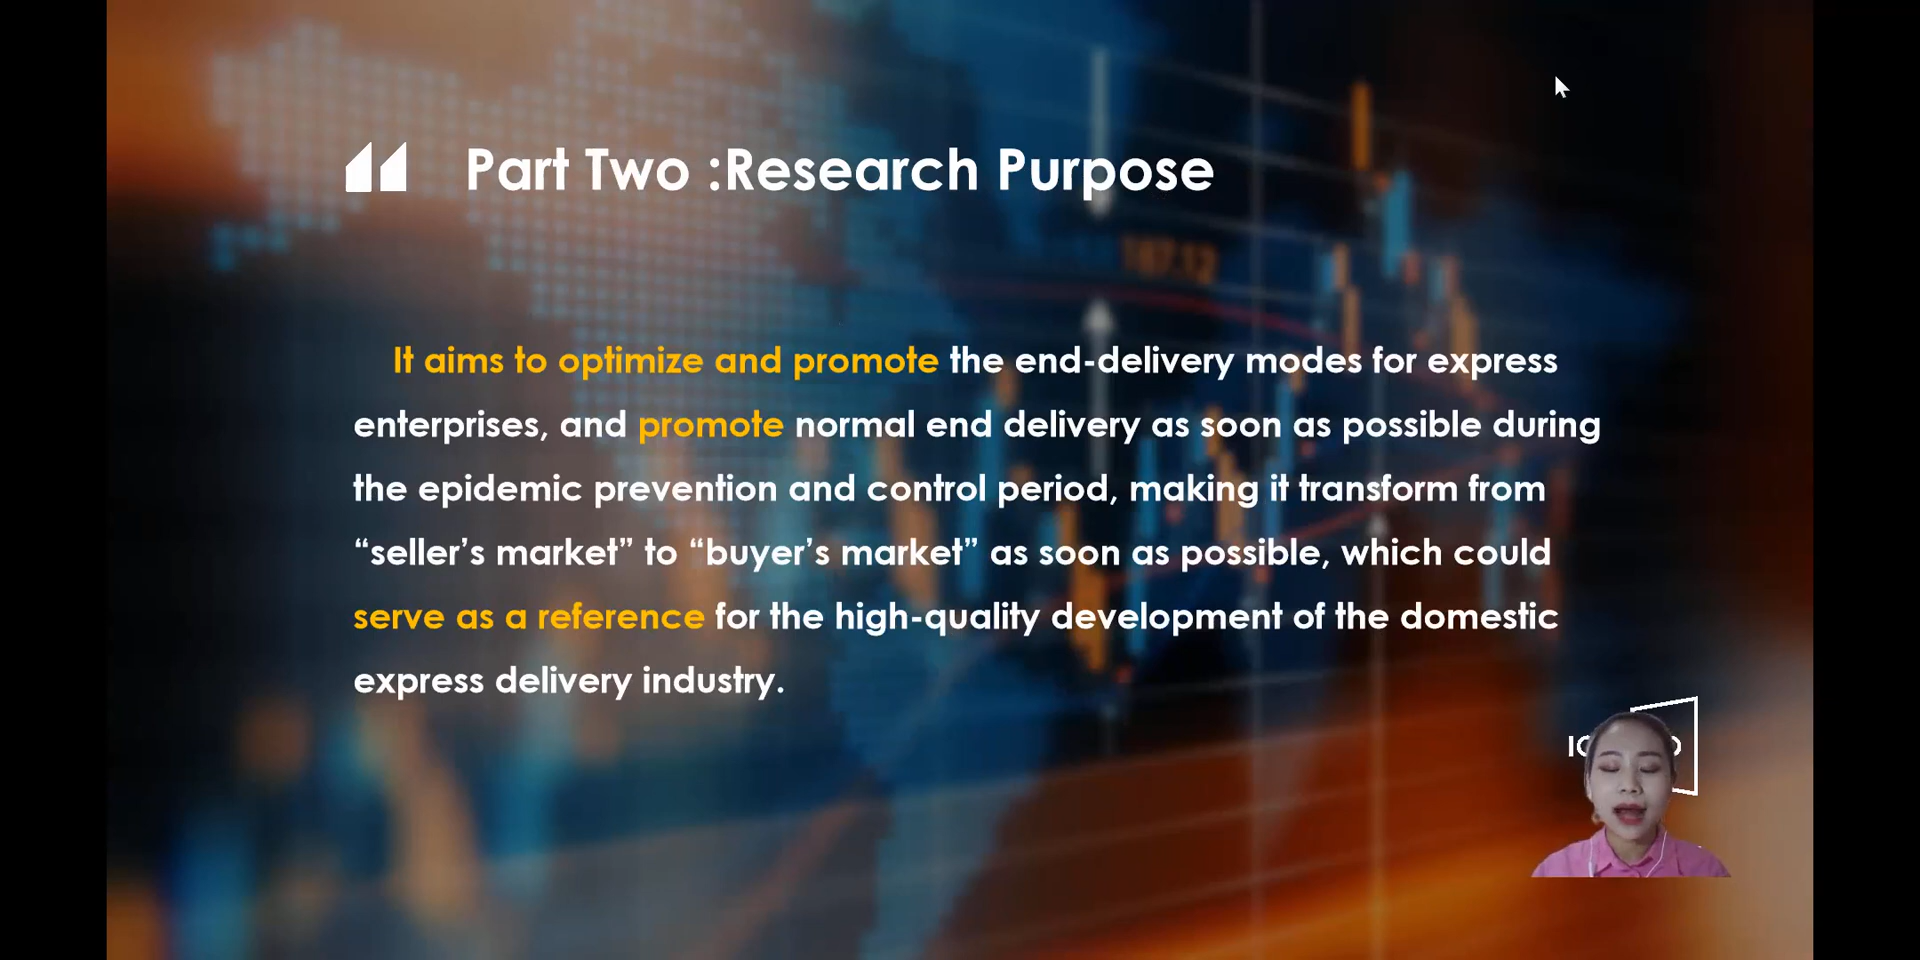 Part Two :Research Purpose
It aims to optimize and promote the end-delivery modes for express
enterprises, and promote normal end delivery as soon as possible during
the epidemic prevention and control period, making it transform from
“seller’s market” to “buyer’s market” as soon as possible, which could
serve as a reference for the high-quality development of the domestic
express delivery industry.